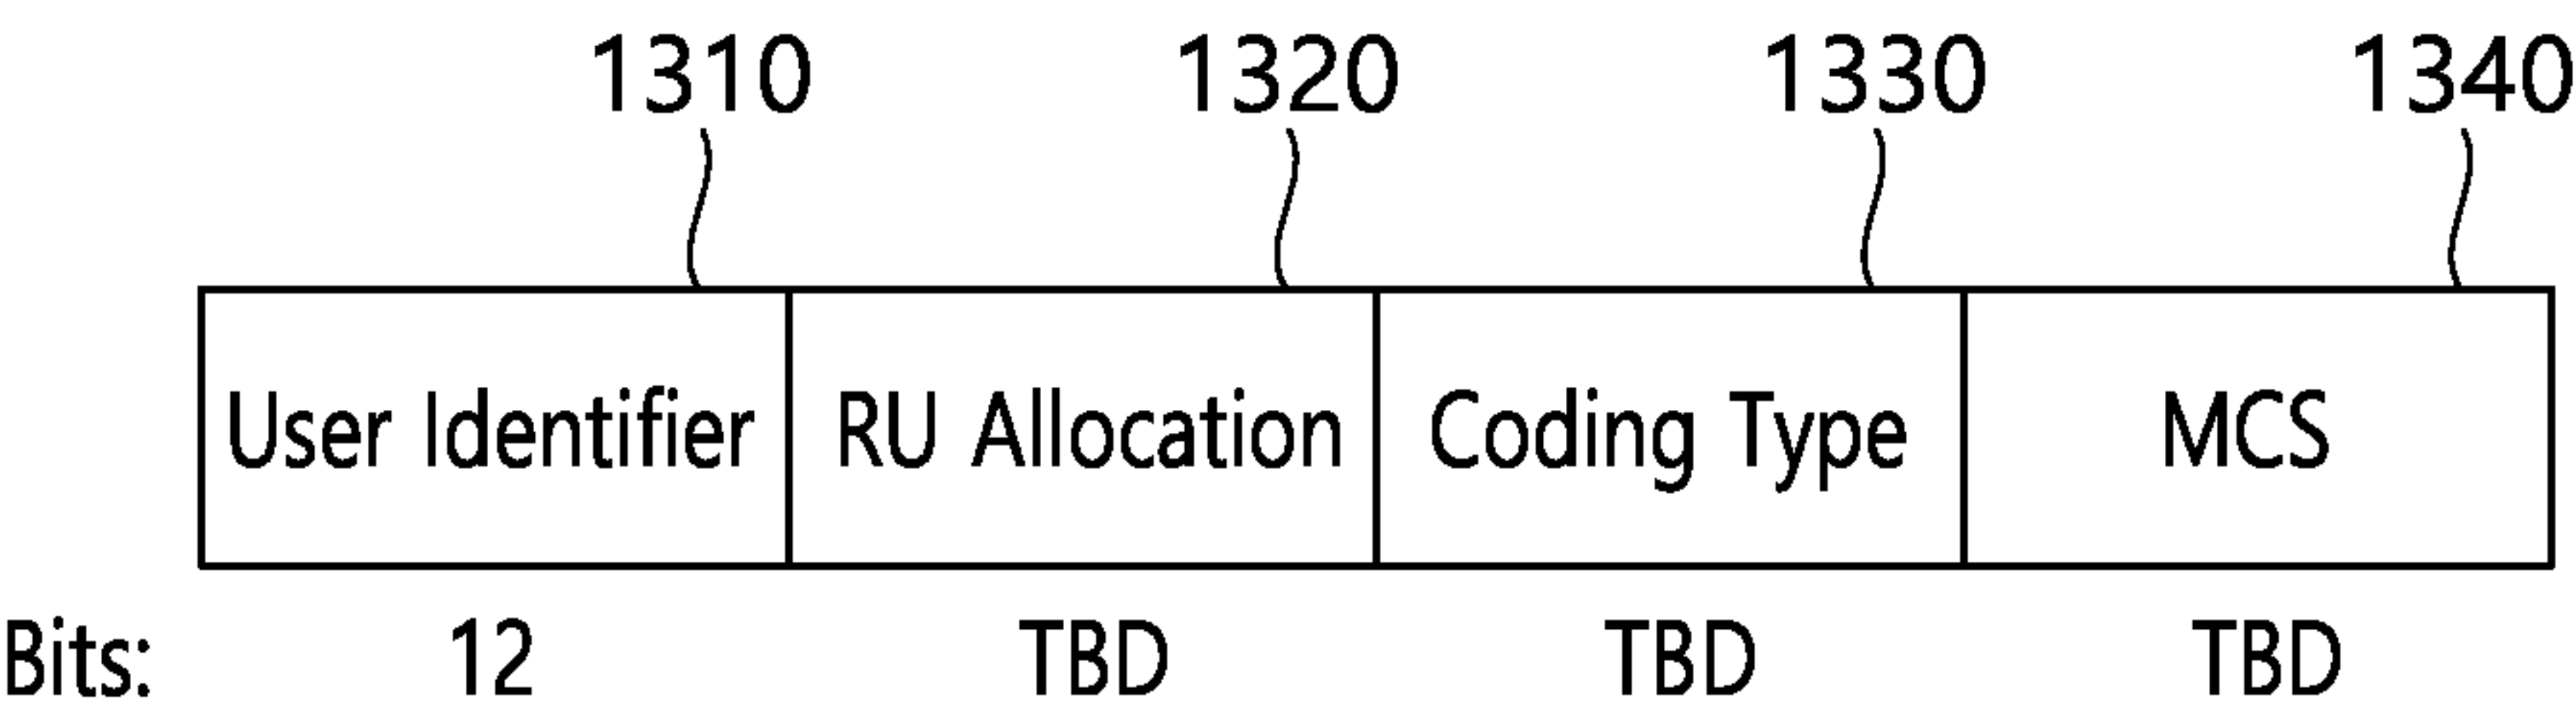 1310 1320 1330 1340
User Identifier RU Allocation Coding Type MCS
Bits: 12 TBD TBD TBD